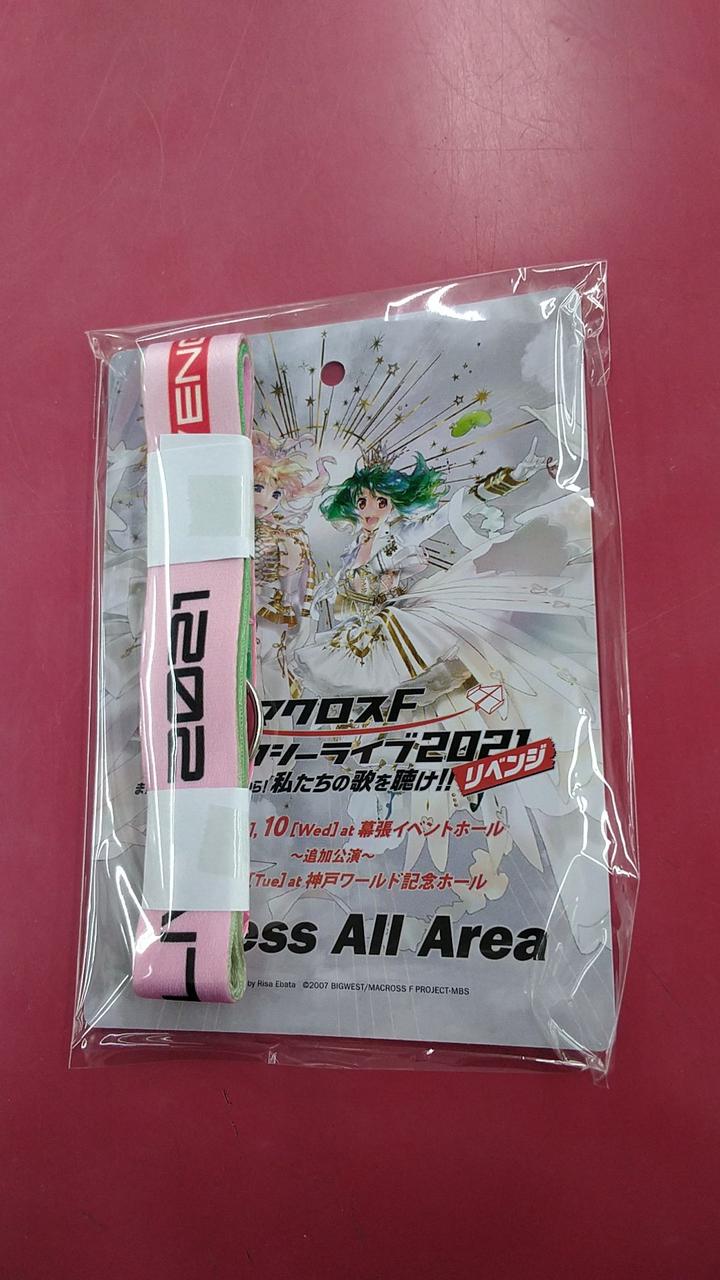 ENG
2021
マクロスF
シーライブ2021
リベンジ
ら! 私たちの歌を聴け!!
, 10 [Wed] at 幕張イベントホール
〜追加公演〜
[Tue] at 神戸ワールド記念ホール
ess All Area
by Risa Ebata ©2007 BIGWEST/MACROSS F PROJECT・MBS